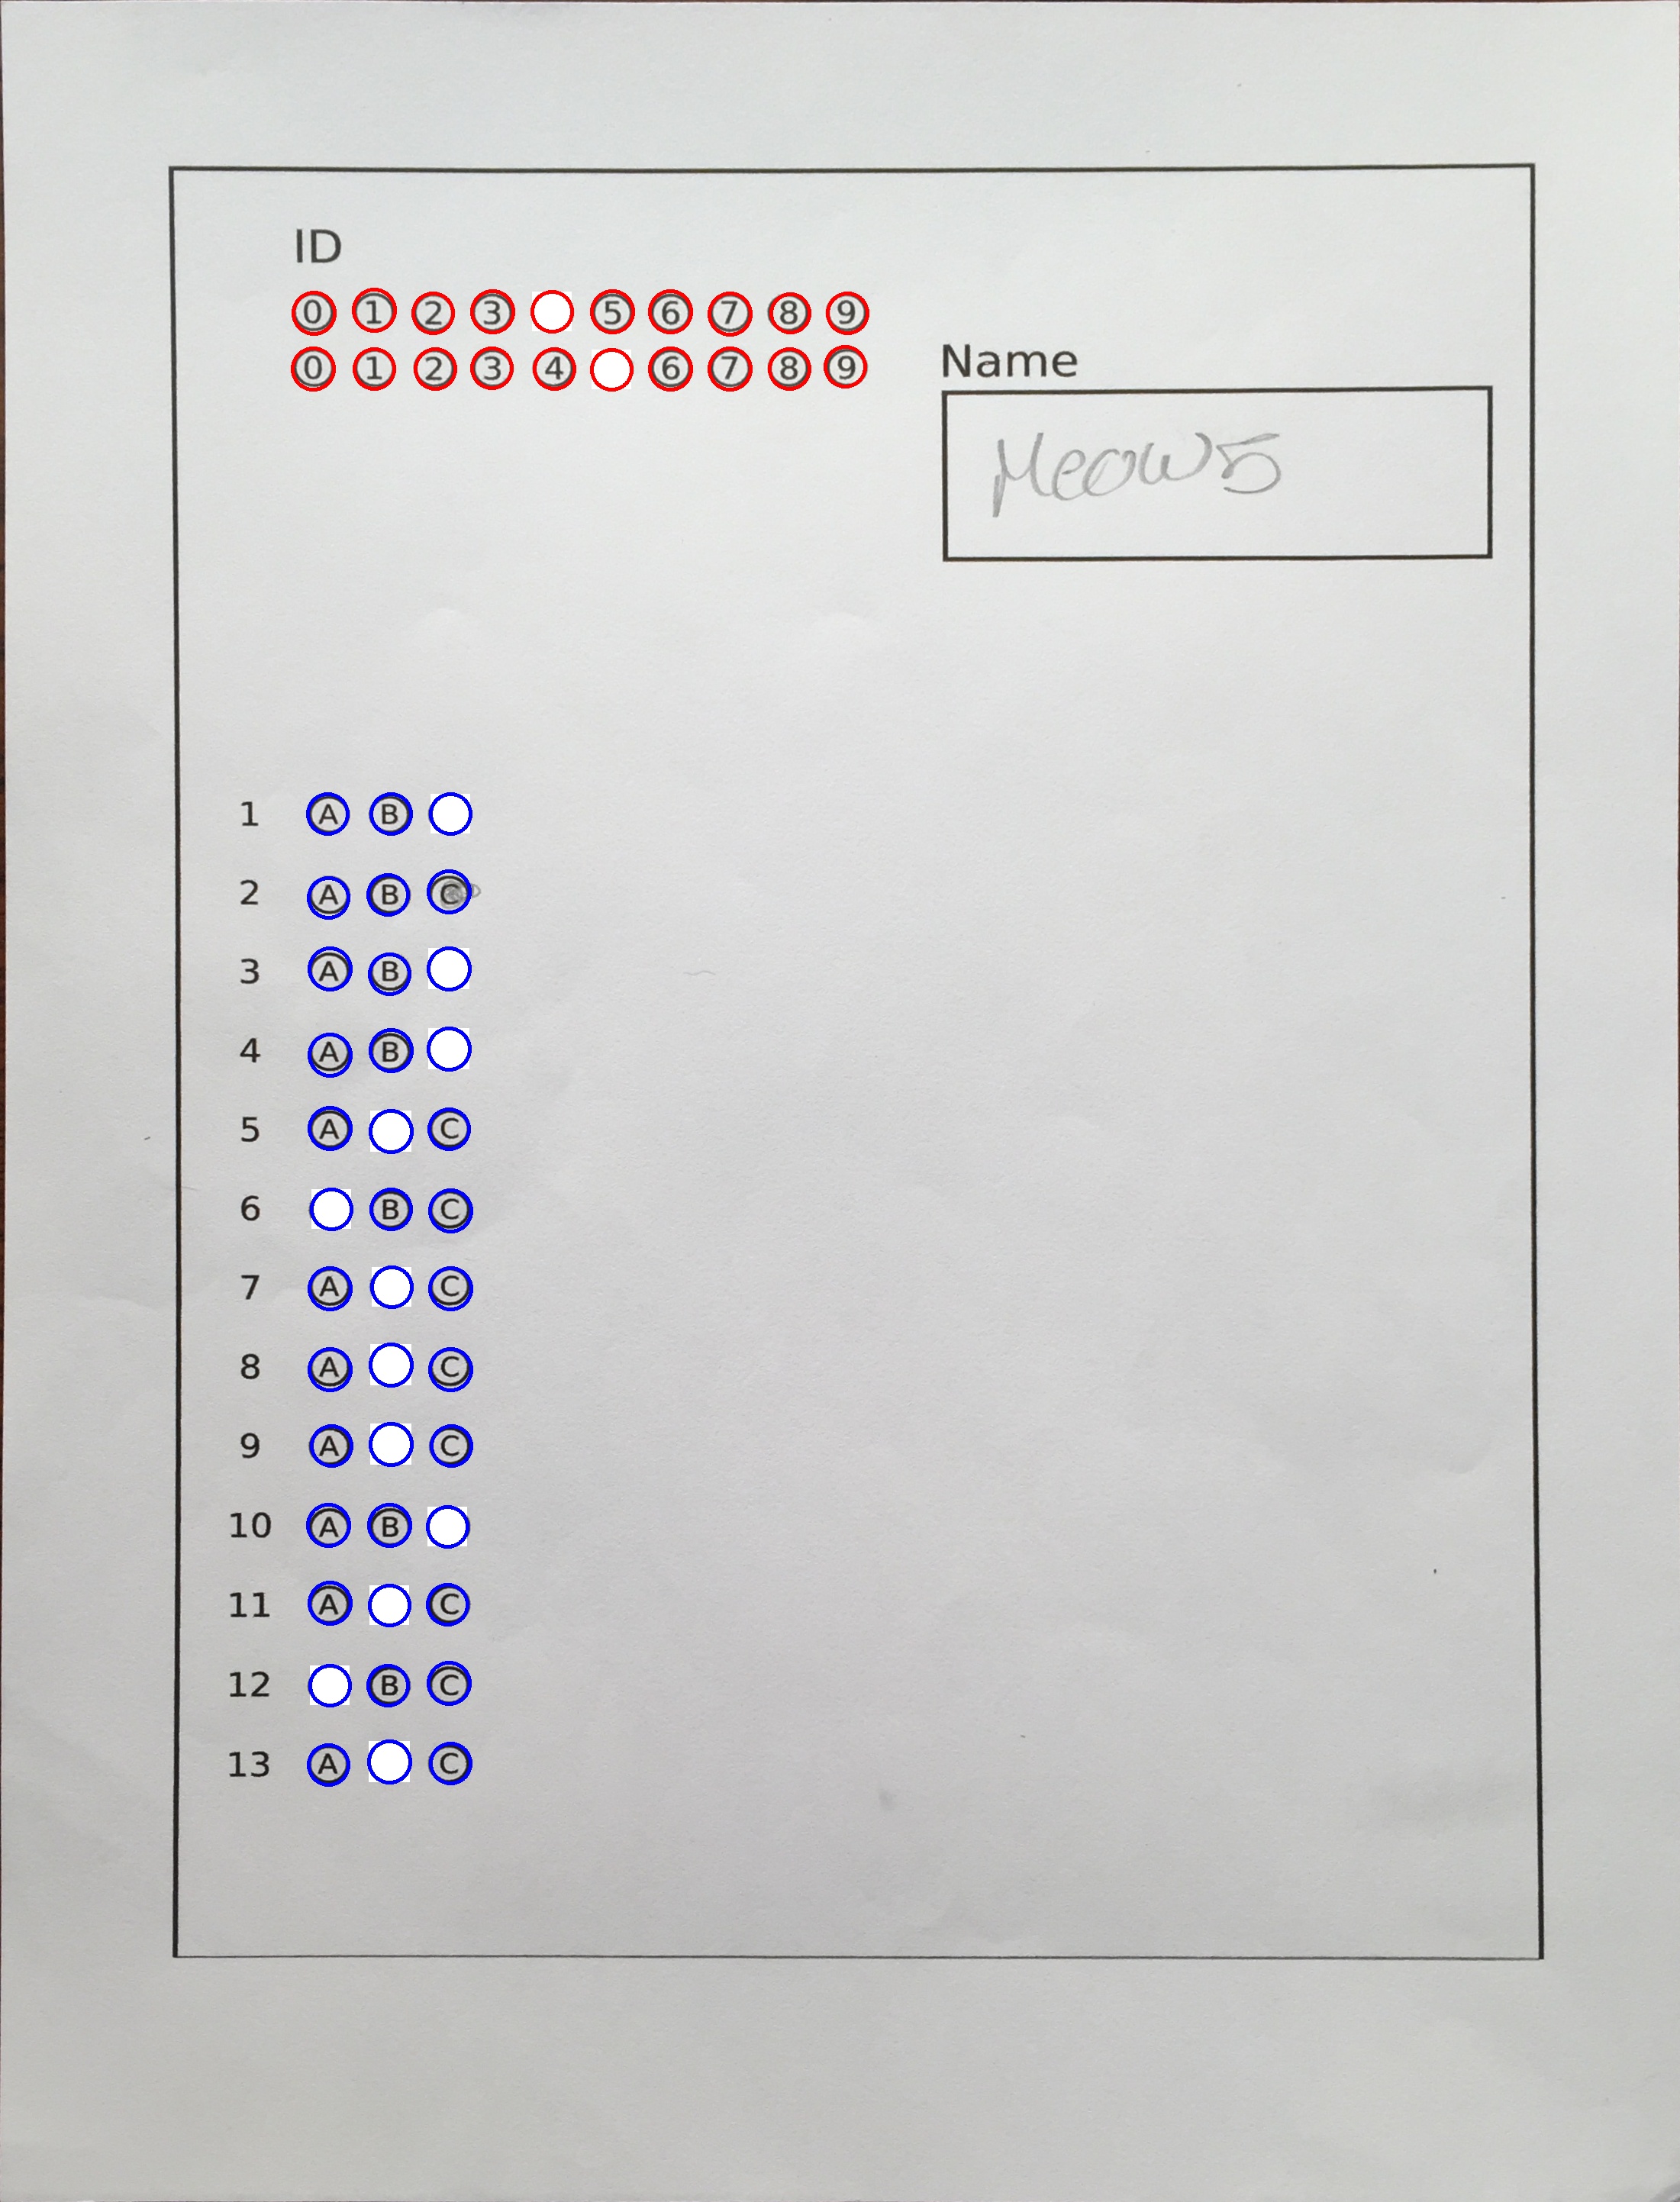 ID
0 1 2 3 5 6 7 8 9
0 1 2 3 4 6 7 8 9
Name
Meow5
1 A B
2 A B C
3 A B
4 A B
5 A C
6 B C
7 A C
8 A C
9 A C
10 A B
11 A C
12 B C
13 A C